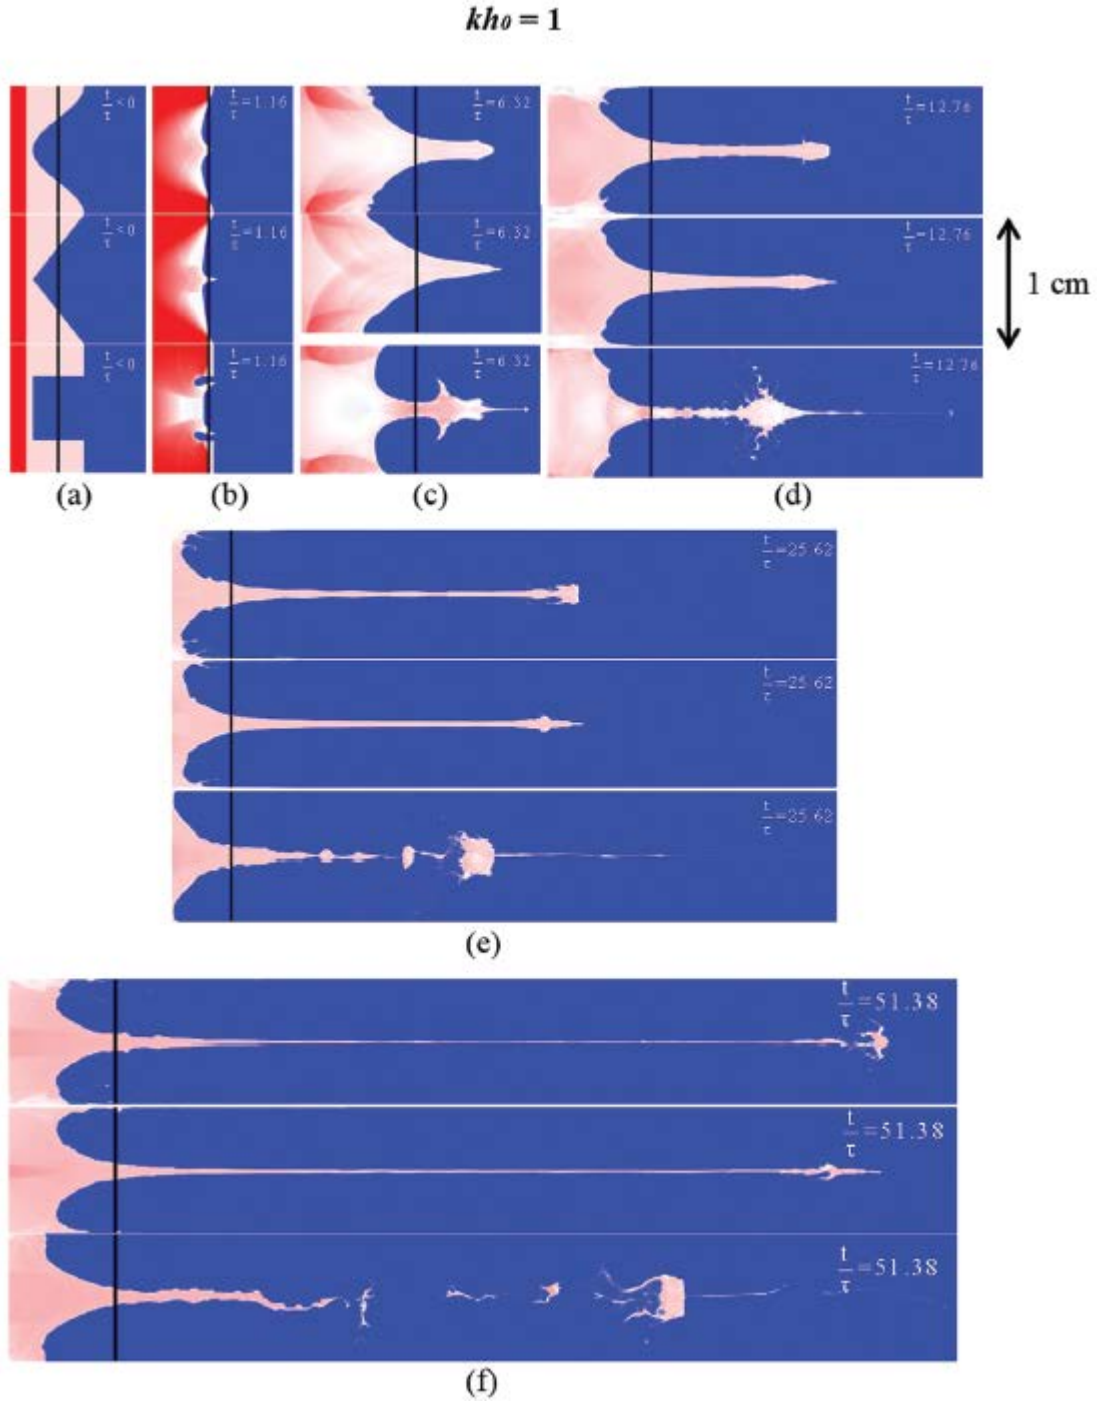 kh₀ = 1
t/τ <0
t/τ =1.16
t/τ =6.32
t/τ =12.76
t/τ <0
t/τ =1.16
t/τ =6.32
t/τ =12.76
1 cm
t/τ <0
t/τ =1.16
t/τ =6.32
t/τ =12.76
(a)
(b)
(c)
(d)
t/τ =25.62
t/τ =25.62
t/τ =25.62
(e)
t/τ =51.38
t/τ =51.38
t/τ =51.38
(f)